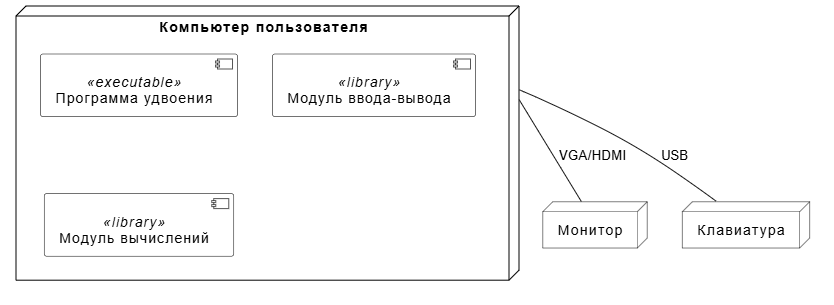 Компьютер пользователя
«executable»
Программа удвоения
«library»
Модуль ввода-вывода
VGA/HDMI
USB
«library»
Модуль вычислений
Монитор
Клавиатура